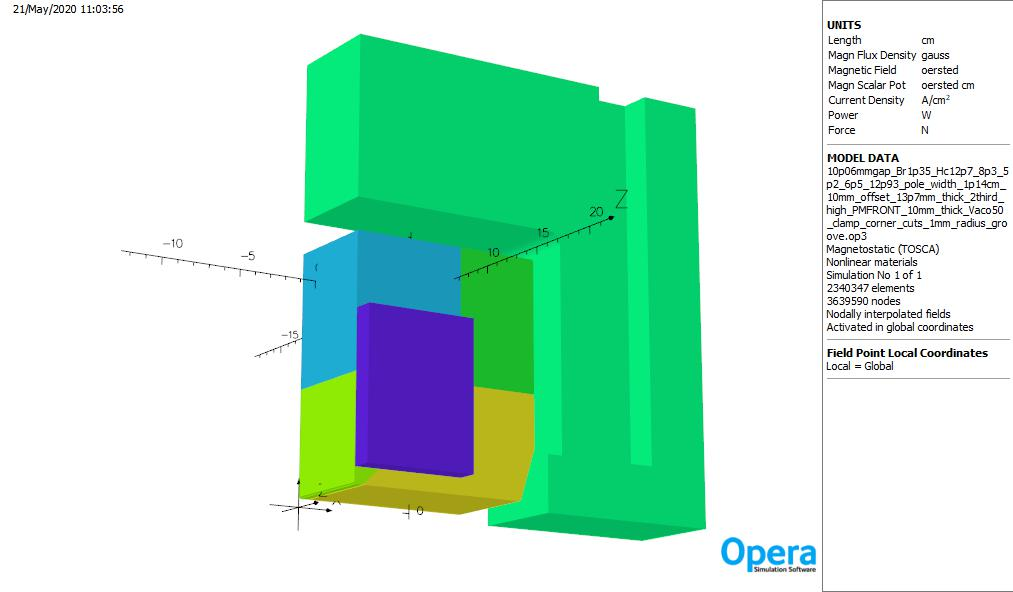 21/May/2020 11:03:56
UNITS
Length cm
Magn Flux Density gauss
Magnetic Field oersted
Magn Scalar Pot oersted cm
Current Density A/cm²
Power W
Force N
MODEL DATA
10p06mmgap_Br1p35_Hc12p7_8p3_5
p2_6p5_12p93_pole_width_1p14cm_
10mm_offset_13p7mm_thick_2third_
high_PMFRONT_10mm_thick_Vaco50
_clamp_corner_cuts_1mm_radius_gro
ove.op3
Magnetostatic (TOSCA)
Nonlinear materials
Simulation No 1 of 1
2340347 elements
3639590 nodes
Nodally interpolated fields
Activated in global coordinates
Field Point Local Coordinates
Local = Global
Z
20
15
10
-10
-5
-15
0
Opera
Simulation Software